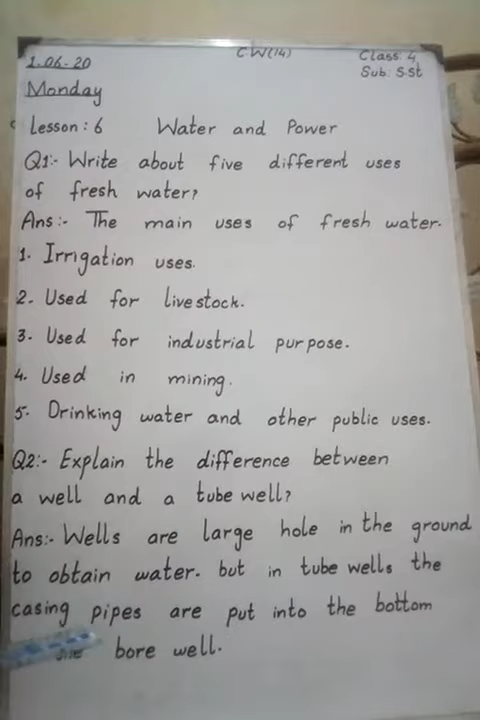 1.06-20
C.W(14)
Class: 4
Sub: S.St
Monday
Lesson: 6 Water and Power
Q1:- Write about five different uses
of fresh water?
Ans:- The main uses of fresh water.
1. Irrigation uses.
2. Used for livestock.
3. Used for industrial purpose.
4. Used in mining.
5. Drinking water and other public uses.
Q2:- Explain the difference between
a well and a tube well?
Ans:- Wells are large hole in the ground
to obtain water. but in tube wells the
casing pipes are put into the bottom
bore well.